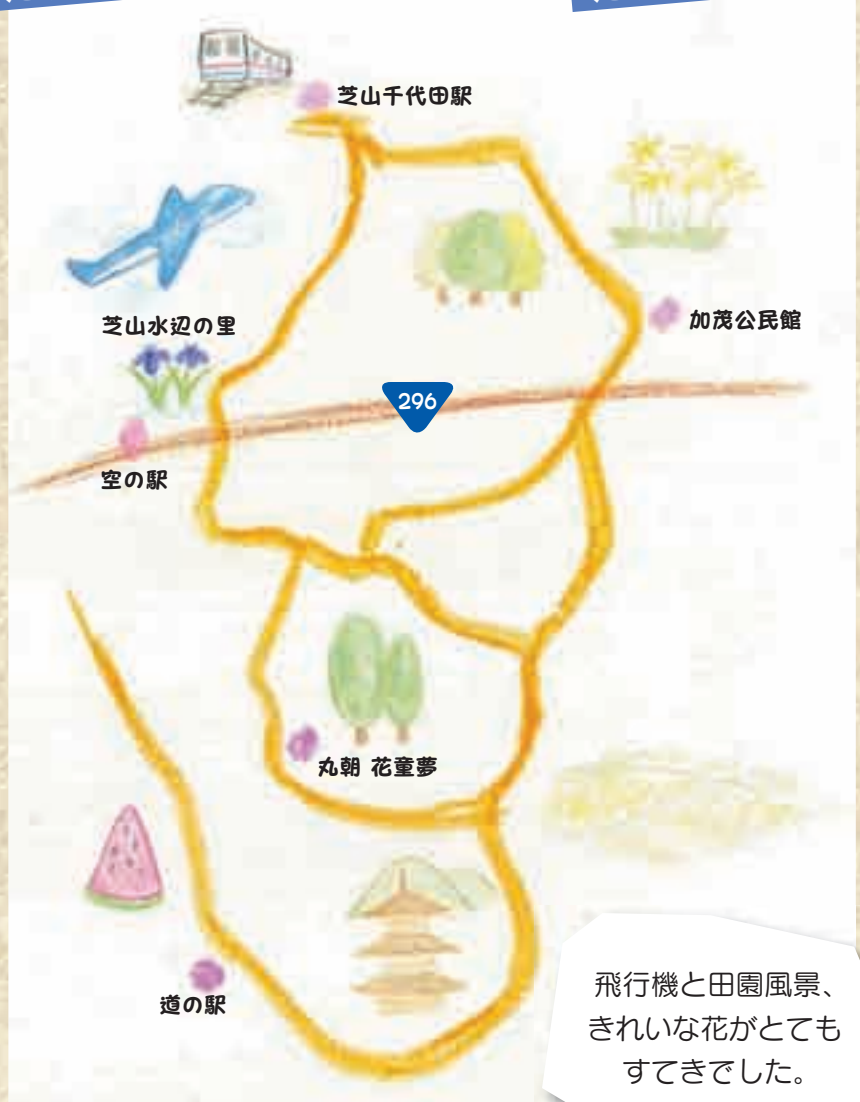 芝山千代田駅
芝山水辺の里
加茂公民館
296
空の駅
丸朝 花童夢
道の駅
飛行機と田園風景、
きれいな花がとても
すてきでした。